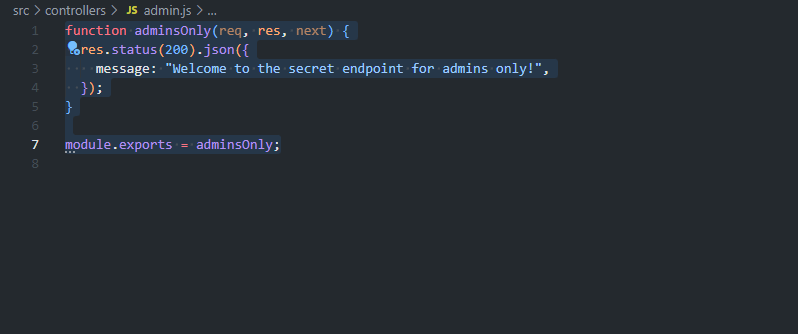 src > controllers > JS admin.js > ...
1 function adminsOnly(req, res, next) {
2 res.status(200).json({
3 message: "Welcome to the secret endpoint for admins only!",
4 });
5 }
6
7 module.exports = adminsOnly;
8